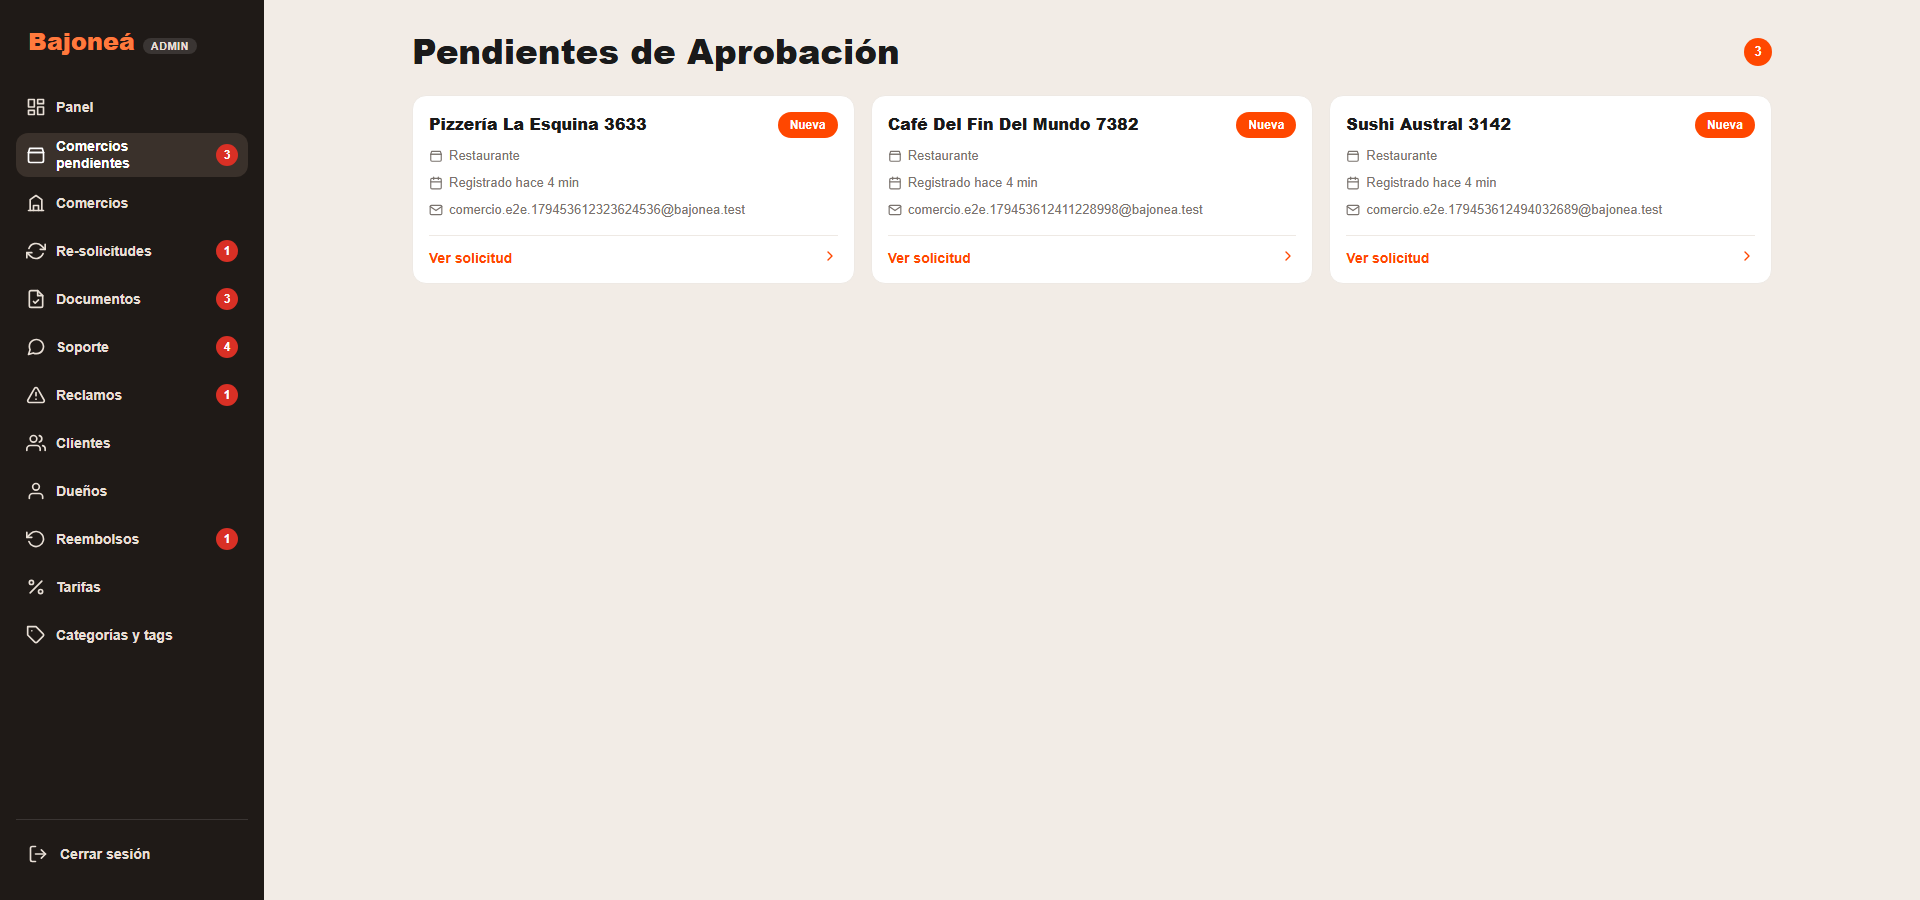 Bajoneá ADMIN
Panel
Comercios
pendientes
3
Comercios
Re-solicitudes 1
Documentos 3
Soporte 4
Reclamos 1
Clientes
Dueños
Reembolsos 1
Tarifas
Categorías y tags
Cerrar sesión
Pendientes de Aprobación 3
Pizzería La Esquina 3633 Nueva
Restaurante
Registrado hace 4 min
comercio.e2e.179453612323624536@bajonea.test
Ver solicitud
Café Del Fin Del Mundo 7382 Nueva
Restaurante
Registrado hace 4 min
comercio.e2e.179453612411228998@bajonea.test
Ver solicitud
Sushi Austral 3142 Nueva
Restaurante
Registrado hace 4 min
comercio.e2e.179453612494032689@bajonea.test
Ver solicitud